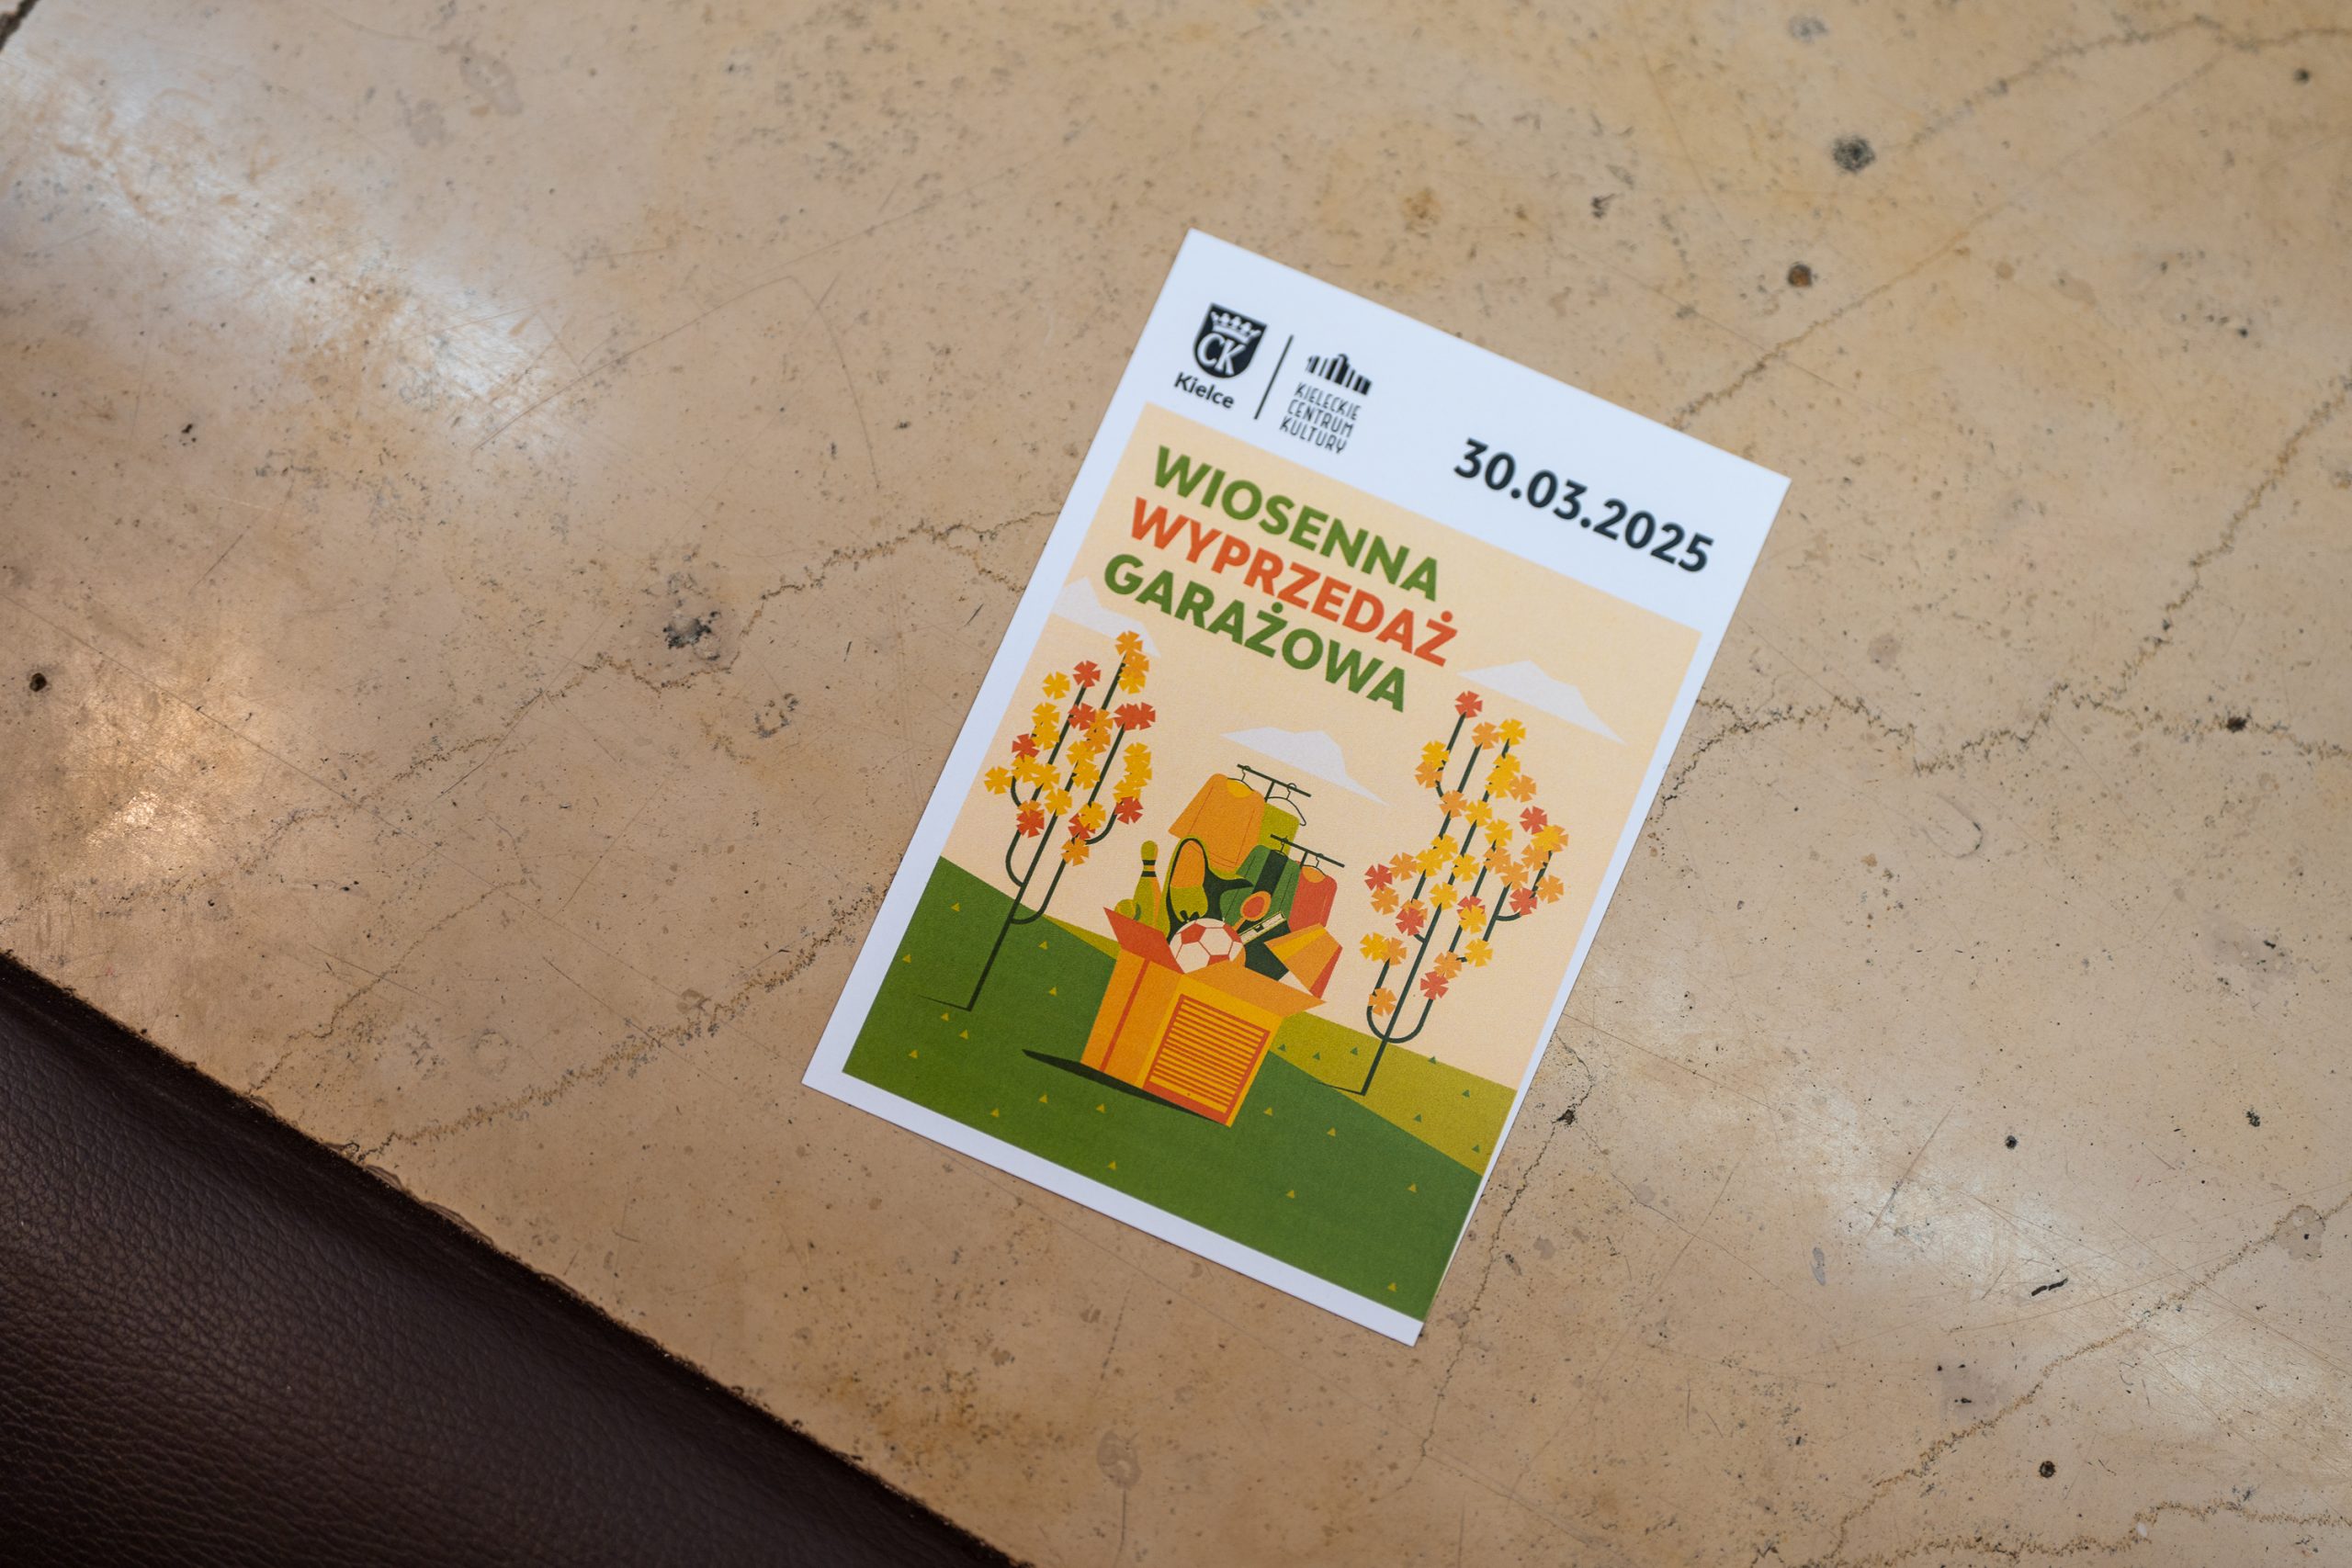 CK
Kielce
KIELECKIE
CENTRUM
KULTURY
30.03.2025
WIOSENNA
WYPRZEDAŻ
GARAŻOWA